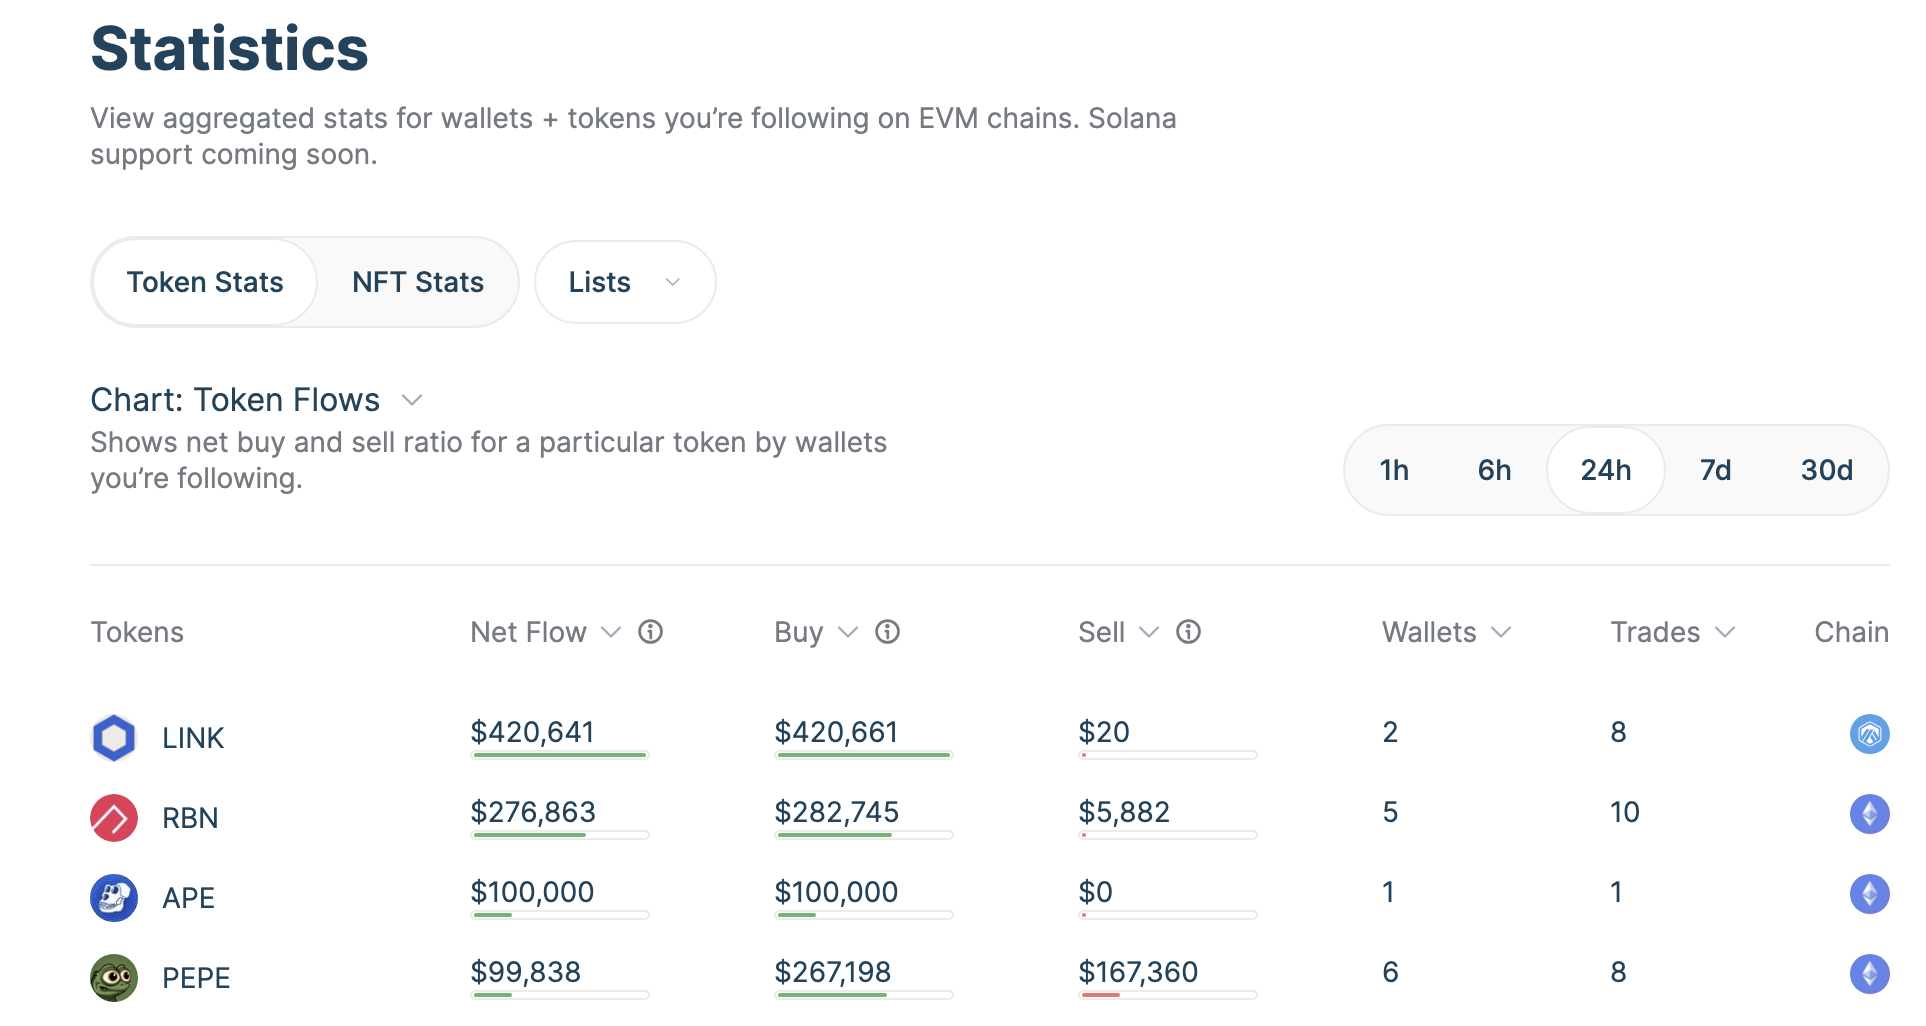 Statistics
View aggregated stats for wallets + tokens you’re following on EVM chains. Solana
support coming soon.
Token Stats NFT Stats Lists
Chart: Token Flows
Shows net buy and sell ratio for a particular token by wallets
you’re following.
1h 6h 24h 7d 30d
Tokens Net Flow Buy Sell Wallets Trades Chain
LINK $420,641 $420,661 $20 2 8
RBN $276,863 $282,745 $5,882 5 10
APE $100,000 $100,000 $0 1 1
PEPE $99,838 $267,198 $167,360 6 8